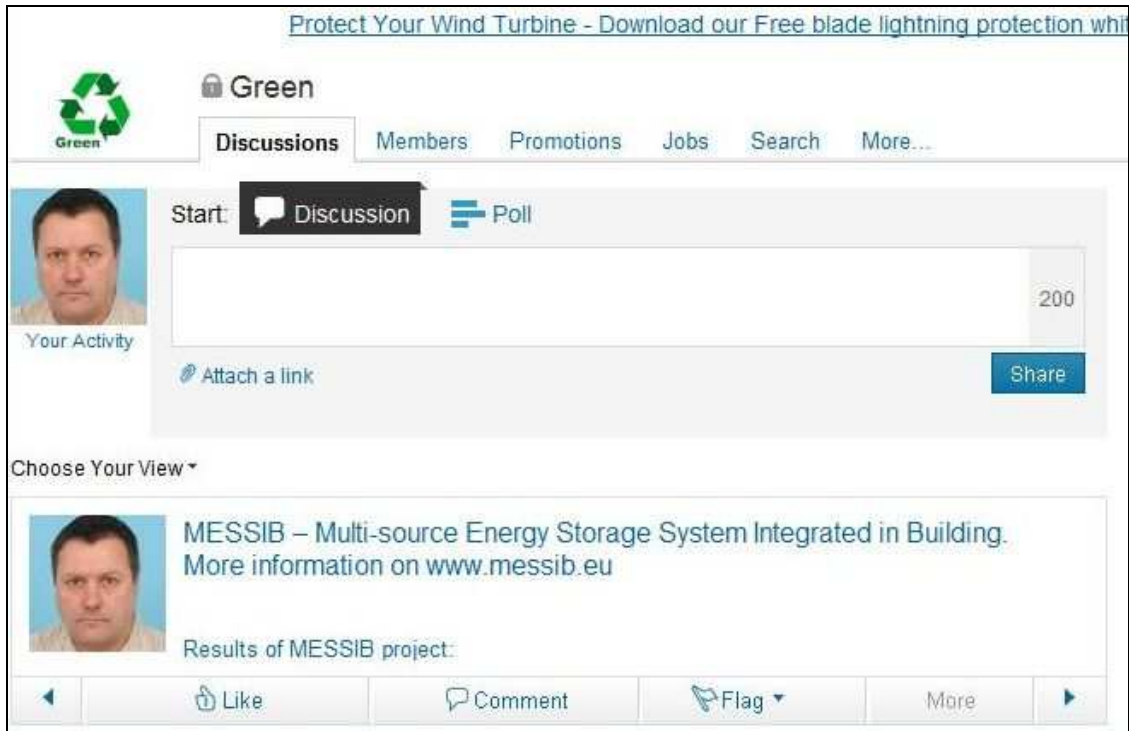 Protect Your Wind Turbine - Download our Free blade lightning protection whit
Green
Green
Discussions Members Promotions Jobs Search More...
Start: Discussion Poll
200
Your Activity
Attach a link Share
Choose Your View
MESSIB – Multi-source Energy Storage System Integrated in Building.
More information on www.messib.eu
Results of MESSIB project:
Like Comment Flag More